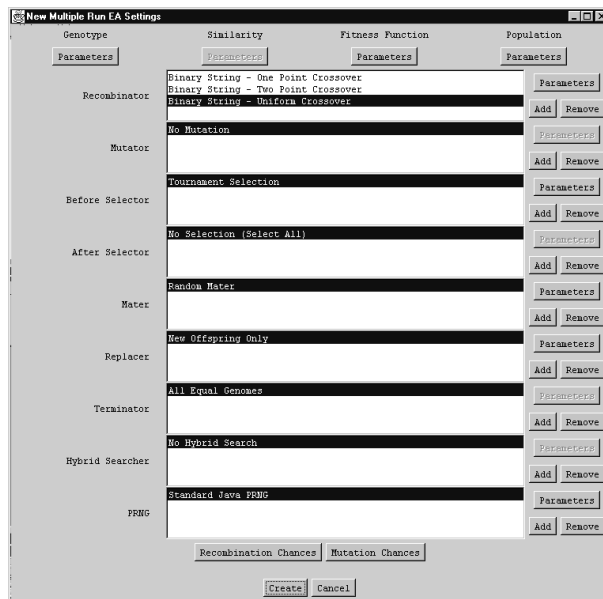 New Multiple Run EA Settings
Genotype Similarity Fitness Function Population
Parameters Parameters Parameters Parameters
Recombinator
Binary String - One Point Crossover
Binary String - Two Point Crossover
Binary String - Uniform Crossover
Parameters
Add Remove
Mutator
No Mutation
Parameters
Add Remove
Before Selector
Tournament Selection
Parameters
Add Remove
After Selector
No Selection (Select All)
Parameters
Add Remove
Mater
Random Mater
Parameters
Add Remove
Replacer
New Offspring Only
Parameters
Add Remove
Terminator
All Equal Genomes
Parameters
Add Remove
Hybrid Searcher
No Hybrid Search
Parameters
Add Remove
PRNG
Standard Java PRNG
Parameters
Add Remove
Recombination Chances Mutation Chances
Create Cancel